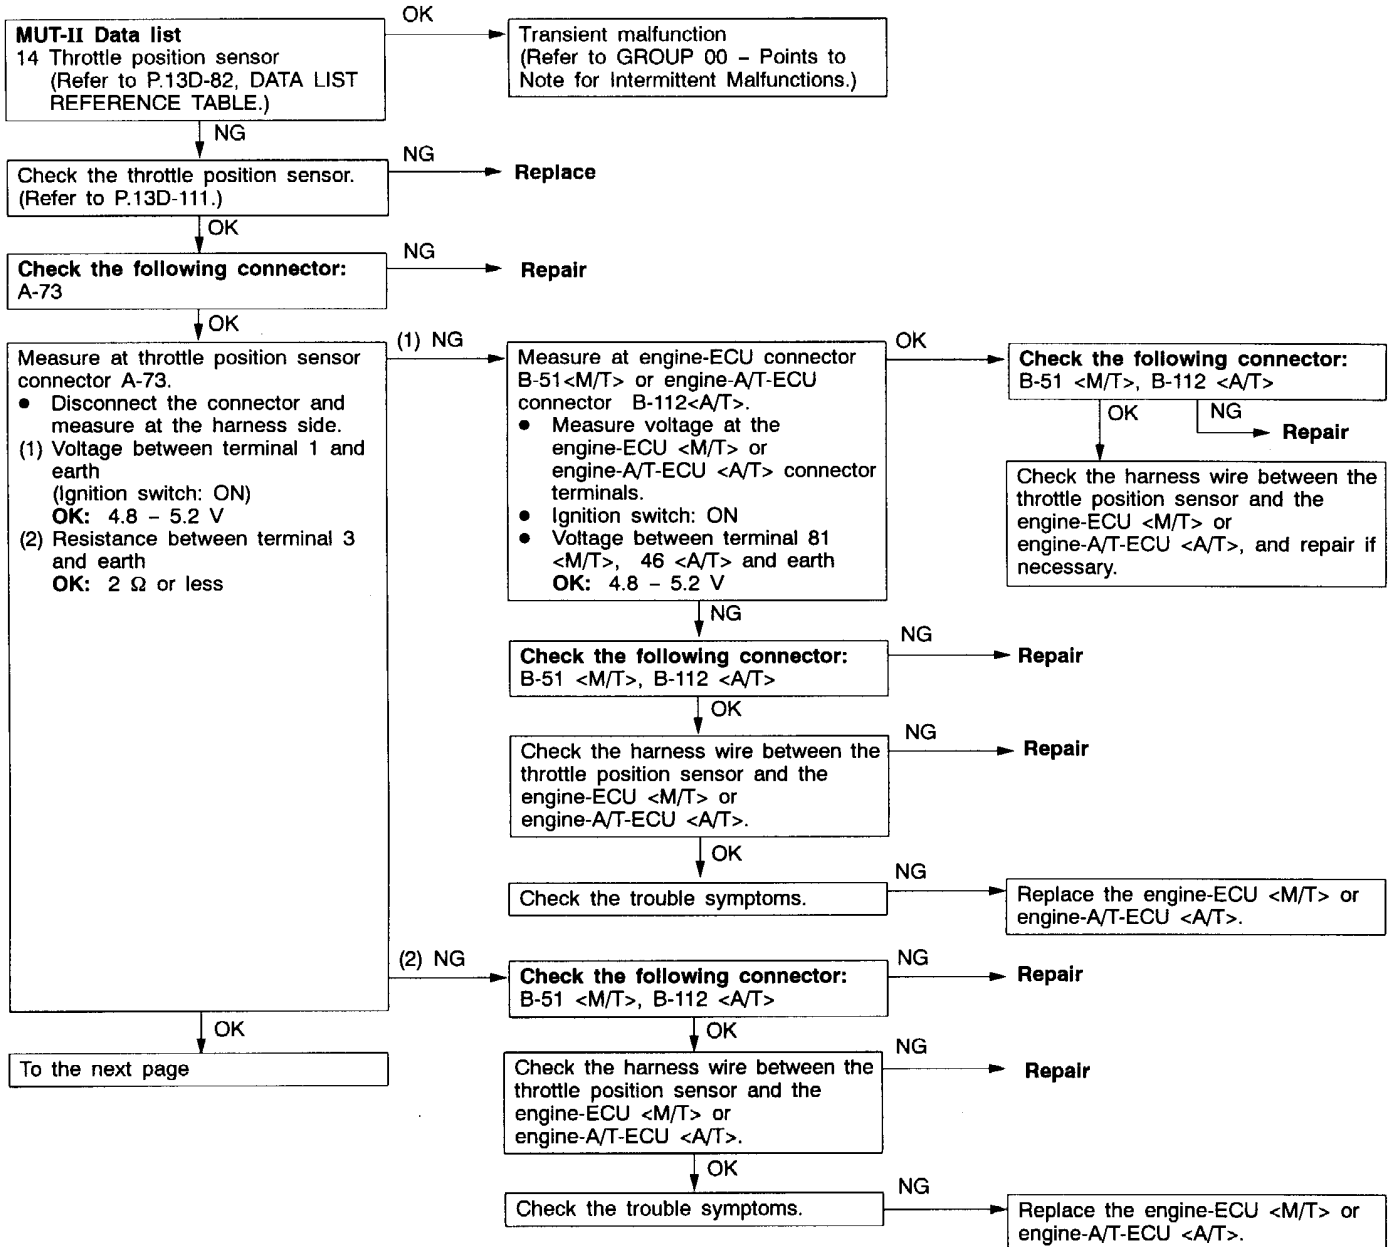 MUT-II Data list
14 Throttle position sensor
(Refer to P.13D-82, DATA LIST
REFERENCE TABLE.)
OK
Transient malfunction
(Refer to GROUP 00 – Points to
Note for Intermittent Malfunctions.)
NG
Check the throttle position sensor.
(Refer to P.13D-111.)
NG
Replace
OK
Check the following connector:
A-73
NG
Repair
OK
Measure at throttle position sensor
connector A-73.
● Disconnect the connector and
measure at the harness side.
(1) Voltage between terminal 1 and
earth
(Ignition switch: ON)
OK: 4.8 – 5.2 V
(2) Resistance between terminal 3
and earth
OK: 2 Ω or less
(1) NG
Measure at engine-ECU connector
B-51<M/T> or engine-A/T-ECU
connector B-112<A/T>.
● Measure voltage at the
engine-ECU <M/T> or
engine-A/T-ECU <A/T> connector
terminals.
● Ignition switch: ON
● Voltage between terminal 81
<M/T>, 46 <A/T> and earth
OK: 4.8 – 5.2 V
OK
Check the following connector:
B-51 <M/T>, B-112 <A/T>
OK
NG
Repair
Check the harness wire between the
throttle position sensor and the
engine-ECU <M/T> or
engine-A/T-ECU <A/T>, and repair if
necessary.
NG
Check the following connector:
B-51 <M/T>, B-112 <A/T>
NG
Repair
OK
Check the harness wire between the
throttle position sensor and the
engine-ECU <M/T> or
engine-A/T-ECU <A/T>.
NG
Repair
OK
Check the trouble symptoms.
NG
Replace the engine-ECU <M/T> or
engine-A/T-ECU <A/T>.
(2) NG
Check the following connector:
B-51 <M/T>, B-112 <A/T>
NG
Repair
OK
Check the harness wire between the
throttle position sensor and the
engine-ECU <M/T> or
engine-A/T-ECU <A/T>.
NG
Repair
OK
Check the trouble symptoms.
NG
Replace the engine-ECU <M/T> or
engine-A/T-ECU <A/T>.
OK
To the next page